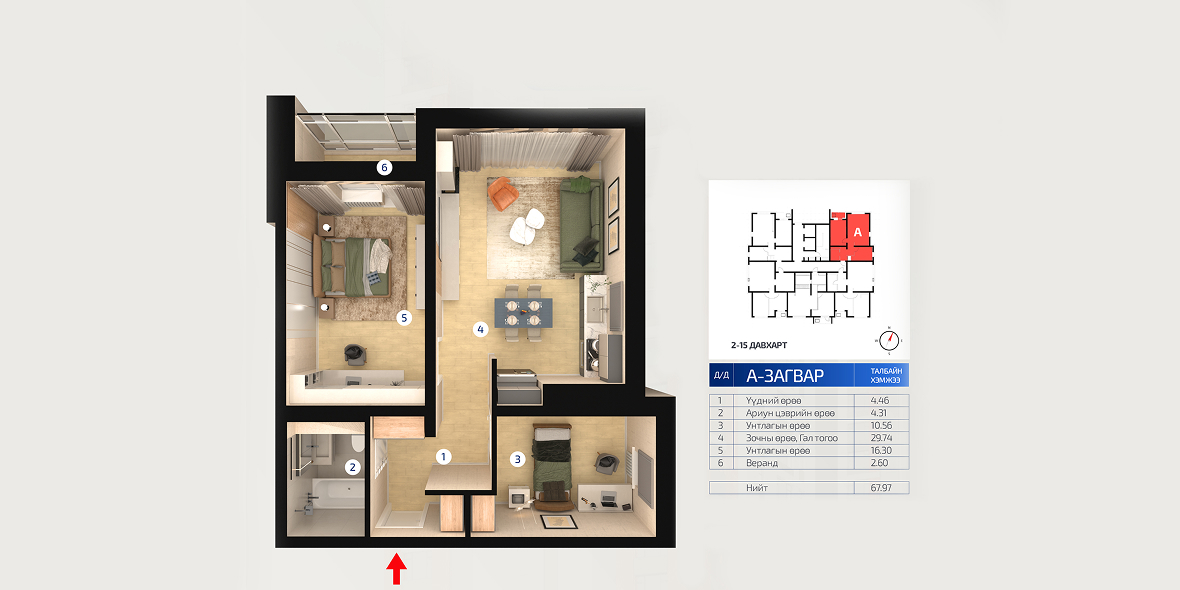 6
5
4
1
3
2
A
2-15 ДАВХАРТ
Д/Д А-ЗАГВАР ТАЛБАЙН ХЭМЖЭЭ
1 Үүдний өрөө 4.46
2 Ариун цэврийн өрөө 4.31
3 Унтлагын өрөө 10.56
4 Зочны өрөө, Гал тогоо 29.74
5 Унтлагын өрөө 16.30
6 Веранд 2.60
Нийт 67.97